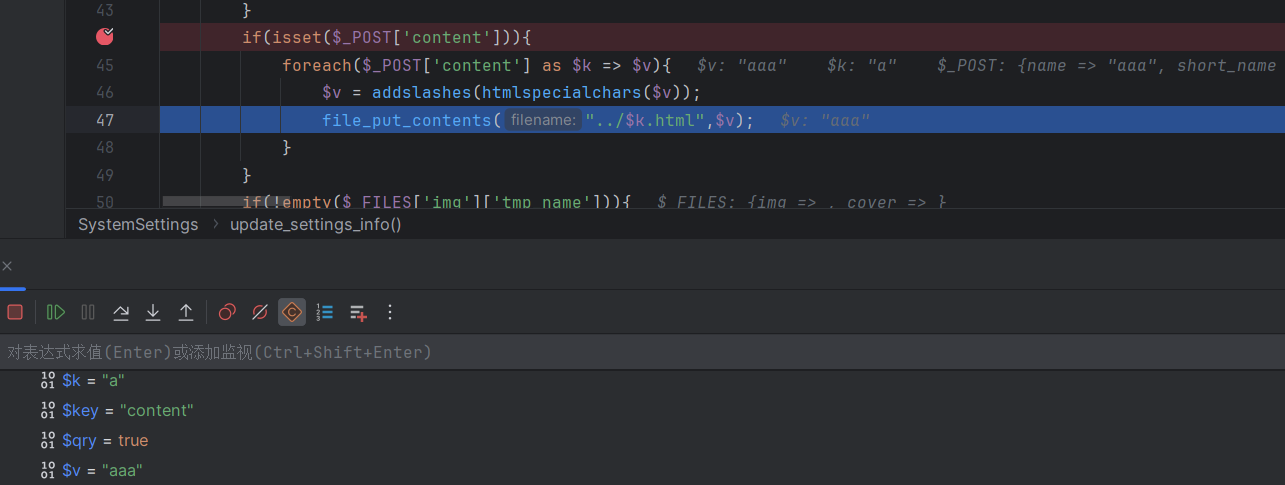 43 }
if(isset($_POST['content'])){
45 foreach($_POST['content'] as $k => $v){ $v: "aaa" $k: "a" $_POST: {name => "aaa", short_name
46 $v = addslashes(htmlspecialchars($v));
47 file_put_contents( filename: "../$k.html",$v); $v: "aaa"
48 }
49 }
50 if(!empty($_FILES['img']['tmp_name'])){ $_FILES: {img => , cover => }
SystemSettings › update_settings_info()
对表达式求值(Enter)或添加监视(Ctrl+Shift+Enter)
$k = "a"
$key = "content"
$qry = true
$v = "aaa"